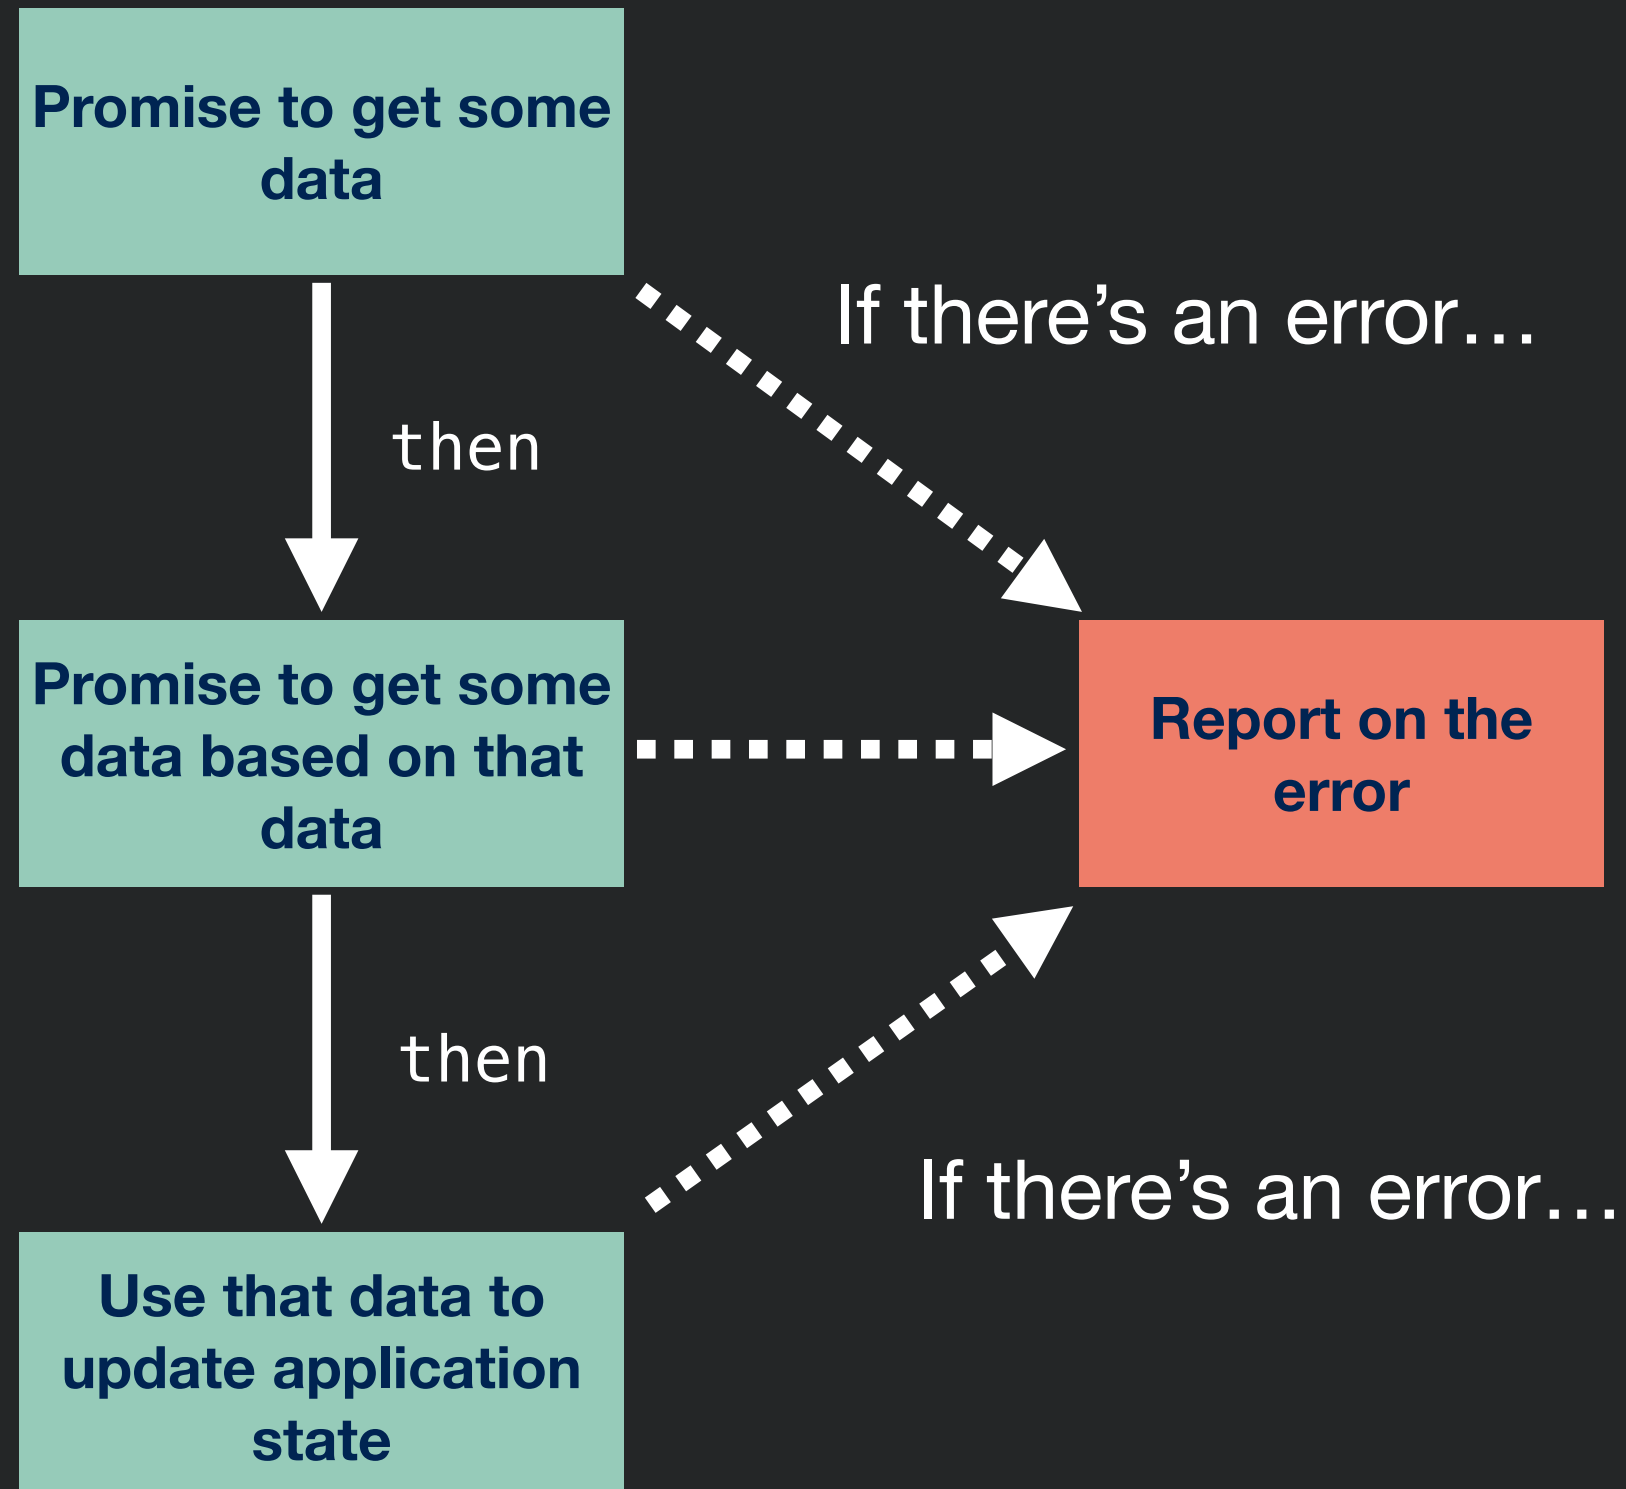 Promise to get some
data
If there’s an error…
then
Promise to get some
data based on that
data
Report on the
error
then
If there’s an error…
Use that data to
update application
state